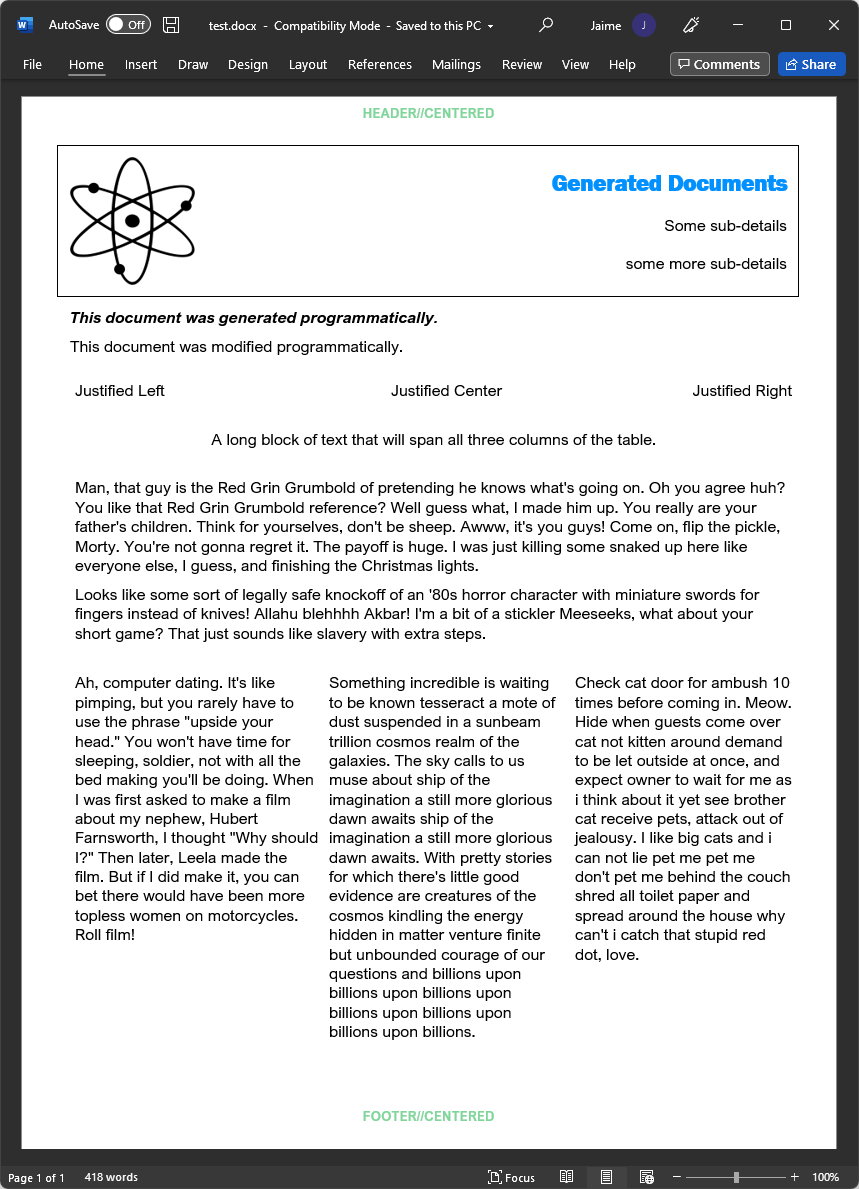 AutoSave Off test.docx - Compatibility Mode - Saved to this PC Jaime J
File Home Insert Draw Design Layout References Mailings Review View Help Comments Share
HEADER//CENTERED
Generated Documents
Some sub-details
some more sub-details
This document was generated programmatically.
This document was modified programmatically.
Justified Left Justified Center Justified Right
A long block of text that will span all three columns of the table.
Man, that guy is the Red Grin Grumbold of pretending he knows what's going on. Oh you agree huh?
You like that Red Grin Grumbold reference? Well guess what, I made him up. You really are your
father's children. Think for yourselves, don't be sheep. Awww, it's you guys! Come on, flip the pickle,
Morty. You're not gonna regret it. The payoff is huge. I was just killing some snaked up here like
everyone else, I guess, and finishing the Christmas lights.
Looks like some sort of legally safe knockoff of an '80s horror character with miniature swords for
fingers instead of knives! Allahu blehhhh Akbar! I'm a bit of a stickler Meeseeks, what about your
short game? That just sounds like slavery with extra steps.
Ah, computer dating. It's like
pimping, but you rarely have to
use the phrase "upside your
head." You won't have time for
sleeping, soldier, not with all the
bed making you'll be doing. When
I was first asked to make a film
about my nephew, Hubert
Farnsworth, I thought "Why should
I?" Then later, Leela made the
film. But if I did make it, you can
bet there would have been more
topless women on motorcycles.
Roll film!
Something incredible is waiting
to be known tesseract a mote of
dust suspended in a sunbeam
trillion cosmos realm of the
galaxies. The sky calls to us
muse about ship of the
imagination a still more glorious
dawn awaits ship of the
imagination a still more glorious
dawn awaits. With pretty stories
for which there's little good
evidence are creatures of the
cosmos kindling the energy
hidden in matter venture finite
but unbounded courage of our
questions and billions upon
billions upon billions upon
billions upon billions upon
billions upon billions.
Check cat door for ambush 10
times before coming in. Meow.
Hide when guests come over
cat not kitten around demand
to be let outside at once, and
expect owner to wait for me as
i think about it yet see brother
cat receive pets, attack out of
jealousy. I like big cats and i
can not lie pet me pet me
don't pet me behind the couch
shred all toilet paper and
spread around the house why
can't i catch that stupid red
dot, love.
FOOTER//CENTERED
Page 1 of 1 418 words Focus 100%